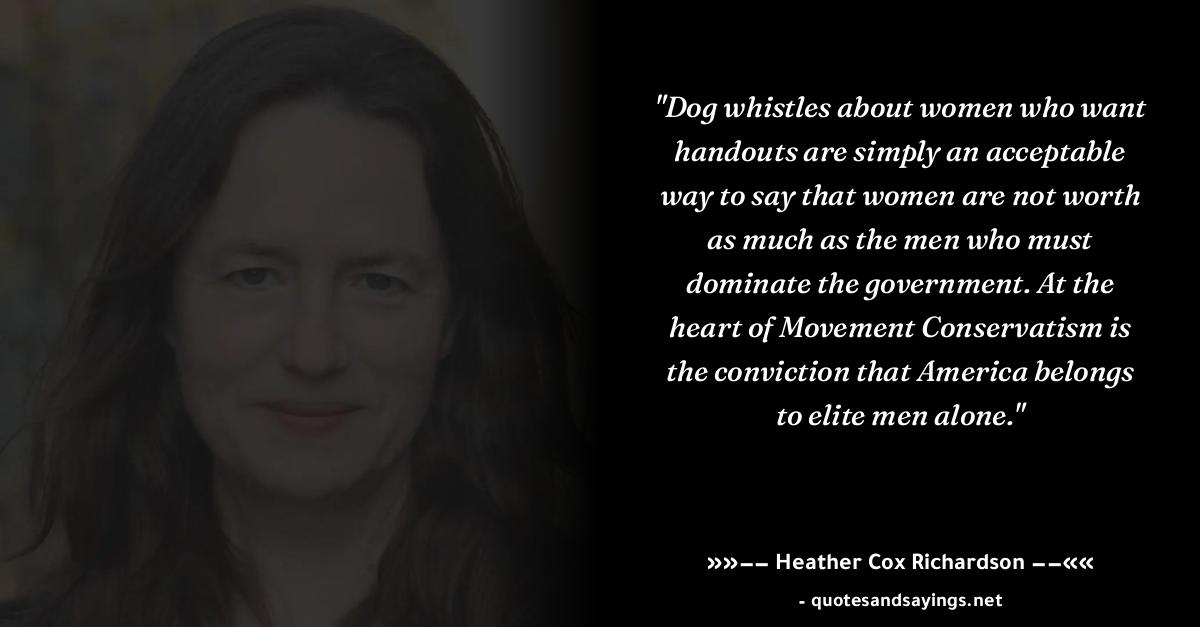 "Dog whistles about women who want
handouts are simply an acceptable
way to say that women are not worth
as much as the men who must
dominate the government. At the
heart of Movement Conservatism is
the conviction that America belongs
to elite men alone."
»»−− Heather Cox Richardson −−««
- quotesandsayings.net